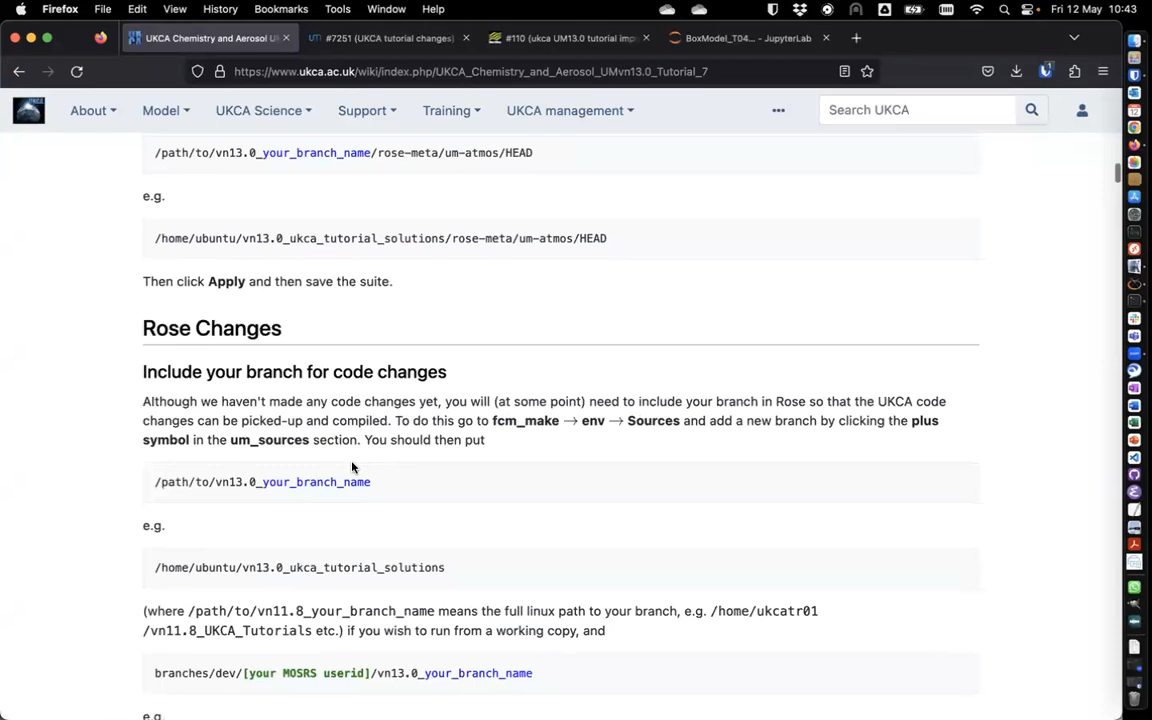 Firefox File Edit View History Bookmarks Tools Window Help Fri 12 May 10:43
UKCA Chemistry and Aerosol U #7251 (UKCA tutorial changes) #110 (ukca UM13.0 tutorial imp BoxModel_T04... - JupyterLab
https://www.ukca.ac.uk/wiki/index.php/UKCA_Chemistry_and_Aerosol_UMvn13.0_Tutorial_7
About Model UKCA Science Support Training UKCA management Search UKCA
/path/to/vn13.0_your_branch_name/rose-meta/um-atmos/HEAD
e.g.
/home/ubuntu/vn13.0_ukca_tutorial_solutions/rose-meta/um-atmos/HEAD
Then click Apply and then save the suite.
Rose Changes
Include your branch for code changes
Although we haven't made any code changes yet, you will (at some point) need to include your branch in Rose so that the UKCA code
changes can be picked-up and compiled. To do this go to fcm_make → env → Sources and add a new branch by clicking the plus
symbol in the um_sources section. You should then put
/path/to/vn13.0_your_branch_name
e.g.
/home/ubuntu/vn13.0_ukca_tutorial_solutions
(where /path/to/vn11.8_your_branch_name means the full linux path to your branch, e.g. /home/ukcatr01
/vn11.8_UKCA_Tutorials etc.) if you wish to run from a working copy, and
branches/dev/[your MOSRS userid]/vn13.0_your_branch_name
e.g.